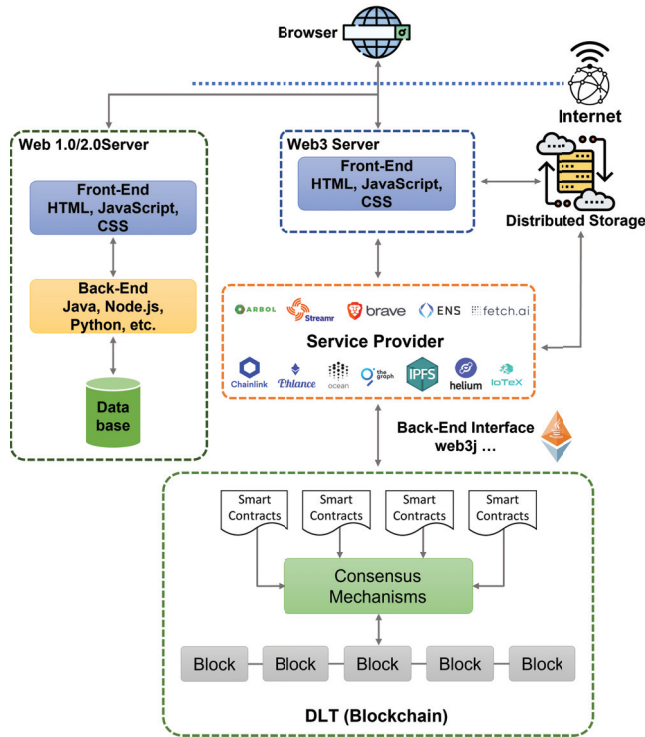 Browser
Internet
Web 1.0/2.0Server
Front-End
HTML, JavaScript,
CSS
Back-End
Java, Node.js,
Python, etc.
Data
base
Web3 Server
Front-End
HTML, JavaScript,
CSS
Distributed Storage
ARBOL
Streamr
brave
ENS
fetch.ai
Service Provider
Chainlink
Ethlance
ocean
the
graph
IPFS
helium
IoTeX
Back-End Interface
web3j ...
Smart
Contracts
Smart
Contracts
Smart
Contracts
Smart
Contracts
Consensus
Mechanisms
Block
Block
Block
Block
Block
DLT (Blockchain)